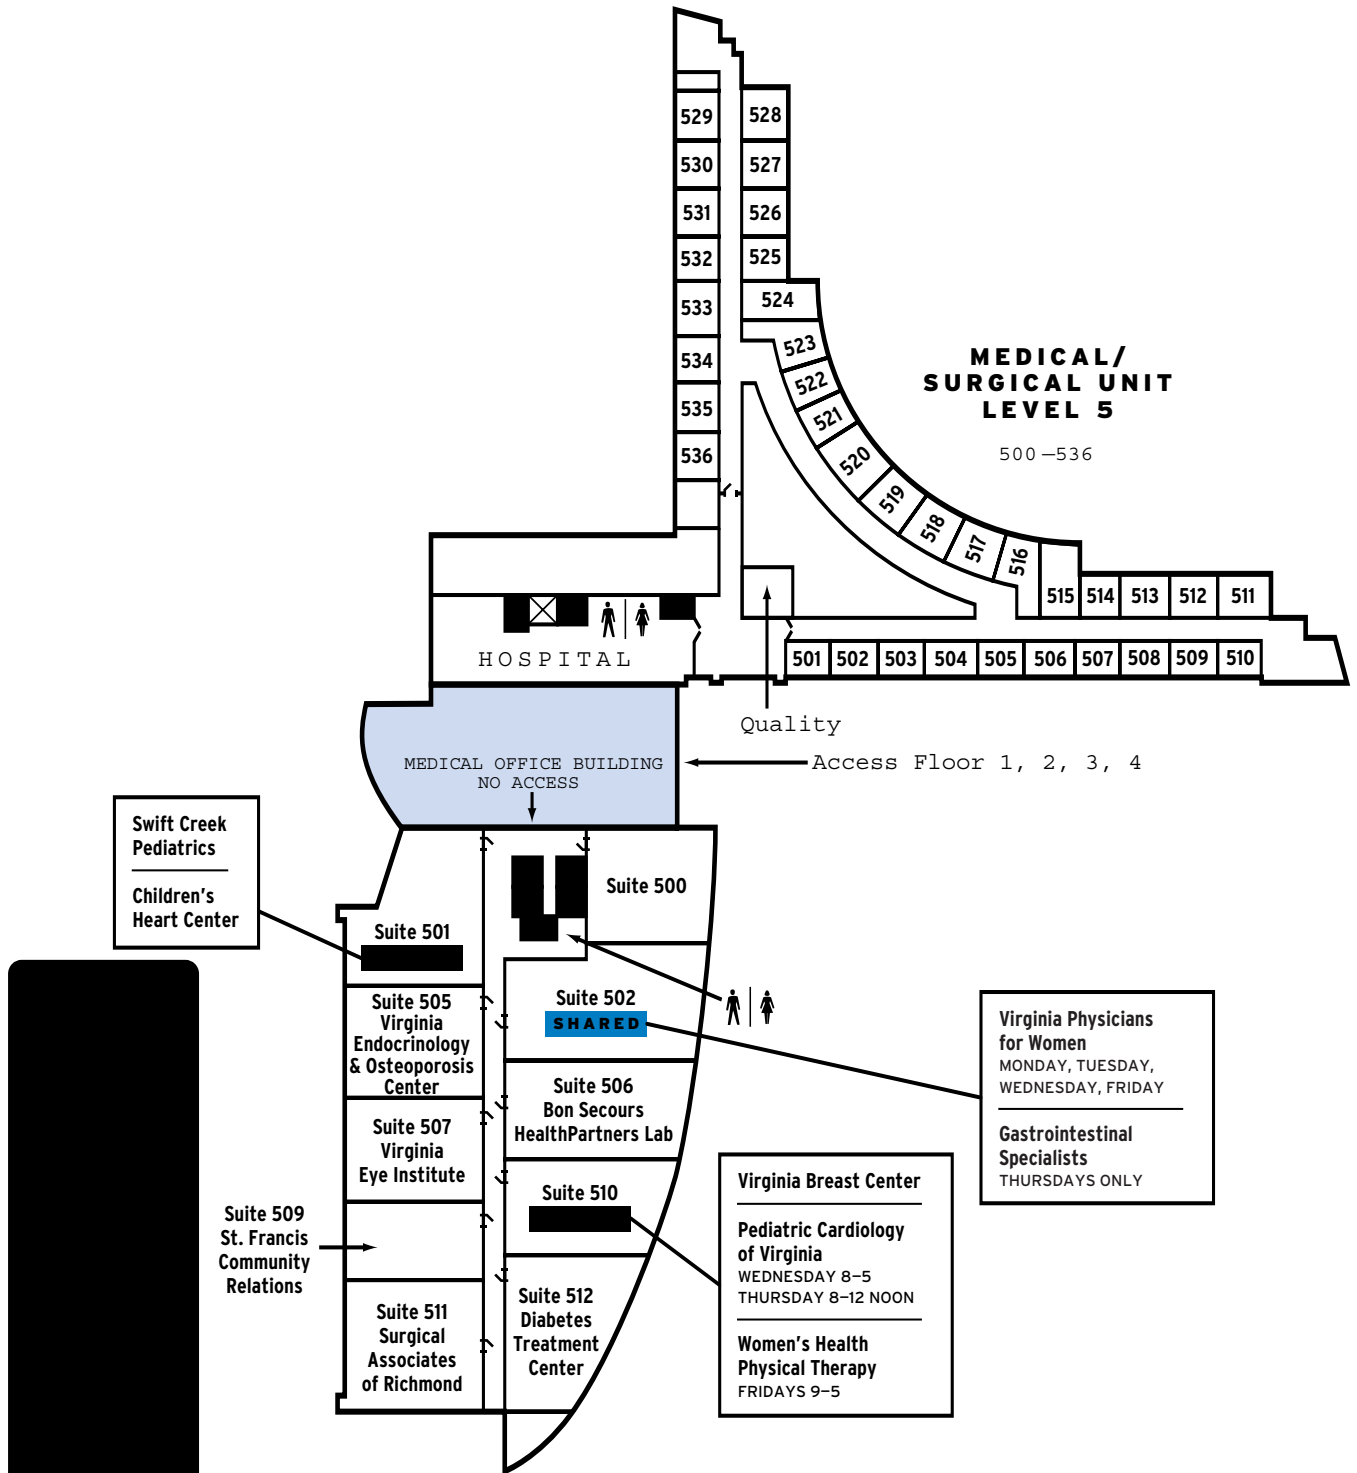 529
528
530
527
531
526
532
525
533
524
534
523
522
535
521
536
520
519
518
517
516
515
514
513
512
511
MEDICAL/
SURGICAL UNIT
LEVEL 5
500 —536
HOSPITAL
501
502
503
504
505
506
507
508
509
510
Quality
MEDICAL OFFICE BUILDING
NO ACCESS
Access Floor 1, 2, 3, 4
Swift Creek
Pediatrics
Children's
Heart Center
Suite 500
Suite 501
Suite 502
SHARED
Suite 505
Virginia
Endocrinology
& Osteoporosis
Center
Virginia Physicians
for Women
MONDAY, TUESDAY,
WEDNESDAY, FRIDAY
Gastrointestinal
Specialists
THURSDAYS ONLY
Suite 506
Bon Secours
HealthPartners Lab
Suite 507
Virginia
Eye Institute
Suite 510
Virginia Breast Center
Pediatric Cardiology
of Virginia
WEDNESDAY 8–5
THURSDAY 8–12 NOON
Women's Health
Physical Therapy
FRIDAYS 9–5
Suite 509
St. Francis
Community
Relations
Suite 511
Surgical
Associates
of Richmond
Suite 512
Diabetes
Treatment
Center